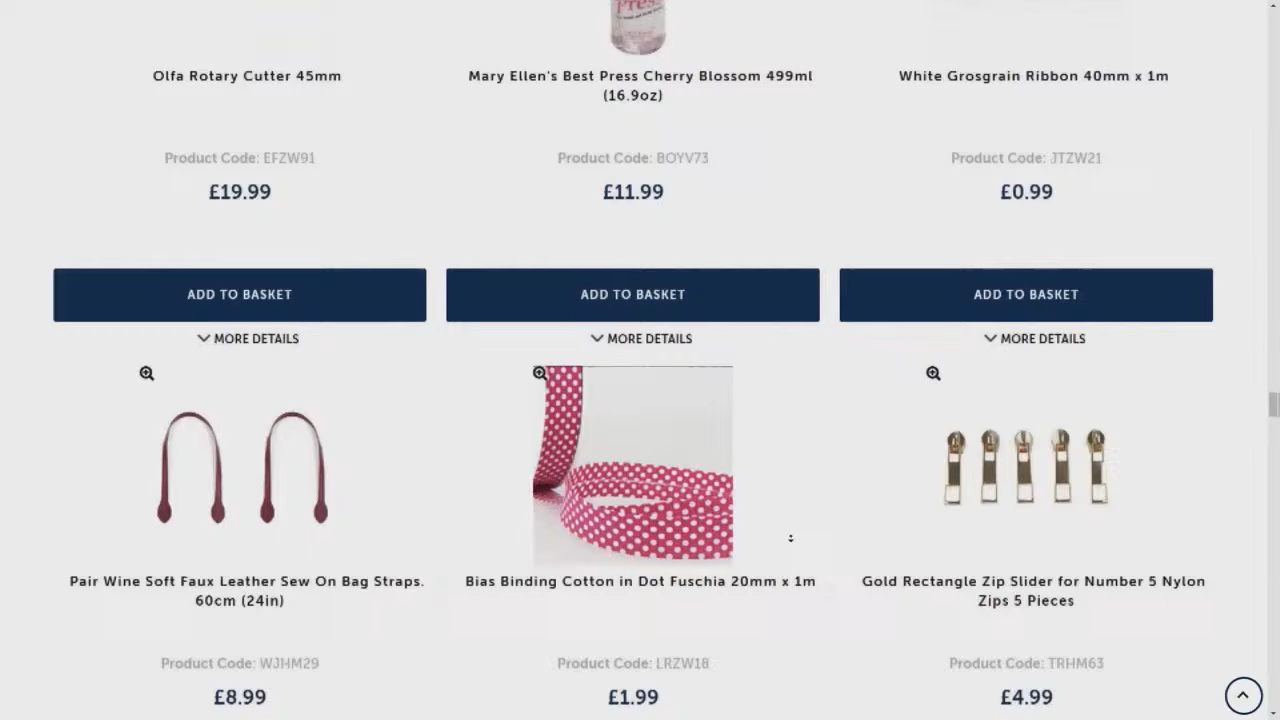 Press
Olfa Rotary Cutter 45mm
Mary Ellen's Best Press Cherry Blossom 499ml
(16.9oz)
White Grosgrain Ribbon 40mm x 1m
Product Code: EFZW91
Product Code: BOYV73
Product Code: JTZW21
£19.99
£11.99
£0.99
ADD TO BASKET
ADD TO BASKET
ADD TO BASKET
MORE DETAILS
MORE DETAILS
MORE DETAILS
Pair Wine Soft Faux Leather Sew On Bag Straps.
60cm (24in)
Bias Binding Cotton in Dot Fuschia 20mm x 1m
Gold Rectangle Zip Slider for Number 5 Nylon
Zips 5 Pieces
Product Code: WJHM29
Product Code: LRZW18
Product Code: TRHM63
£8.99
£1.99
£4.99